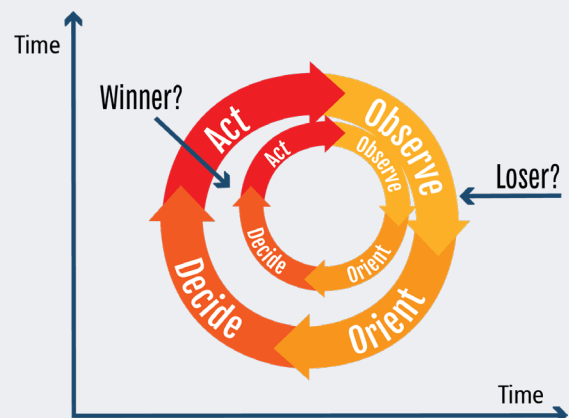 Time
Winner?
Act
Observe
Act
Observe
Loser?
Decide
Orient
Decide
Orient
Time